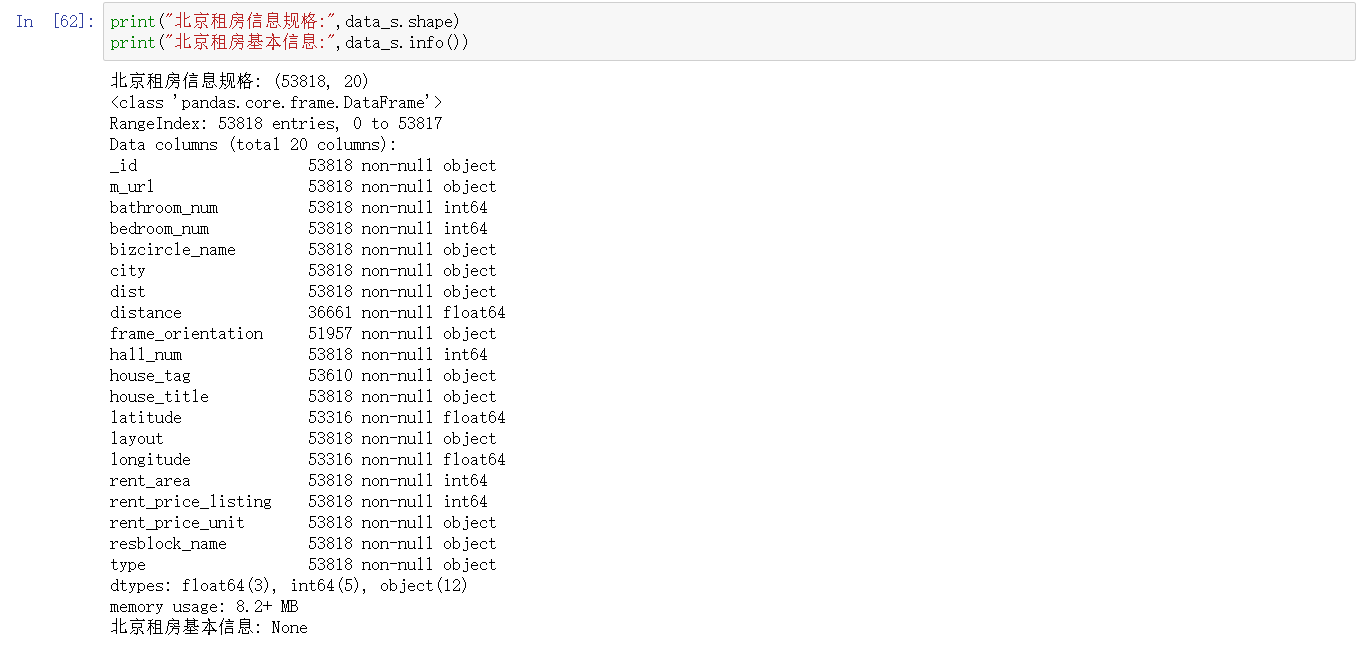 In [62]: print("北京租房信息规格:",data_s.shape)
print("北京租房基本信息:",data_s.info())
北京租房信息规格: (53818, 20)
<class 'pandas.core.frame.DataFrame'>
RangeIndex: 53818 entries, 0 to 53817
Data columns (total 20 columns):
_id                   53818 non-null object
m_url                 53818 non-null object
bathroom_num          53818 non-null int64
bedroom_num           53818 non-null int64
bizcircle_name        53818 non-null object
city                  53818 non-null object
dist                  53818 non-null object
distance              36661 non-null float64
frame_orientation     51957 non-null object
hall_num              53818 non-null int64
house_tag             53610 non-null object
house_title           53818 non-null object
latitude              53316 non-null float64
layout                53818 non-null object
longitude             53316 non-null float64
rent_area             53818 non-null int64
rent_price_listing    53818 non-null int64
rent_price_unit       53818 non-null object
resblock_name         53818 non-null object
type                  53818 non-null object
dtypes: float64(3), int64(5), object(12)
memory usage: 8.2+ MB
北京租房基本信息: None